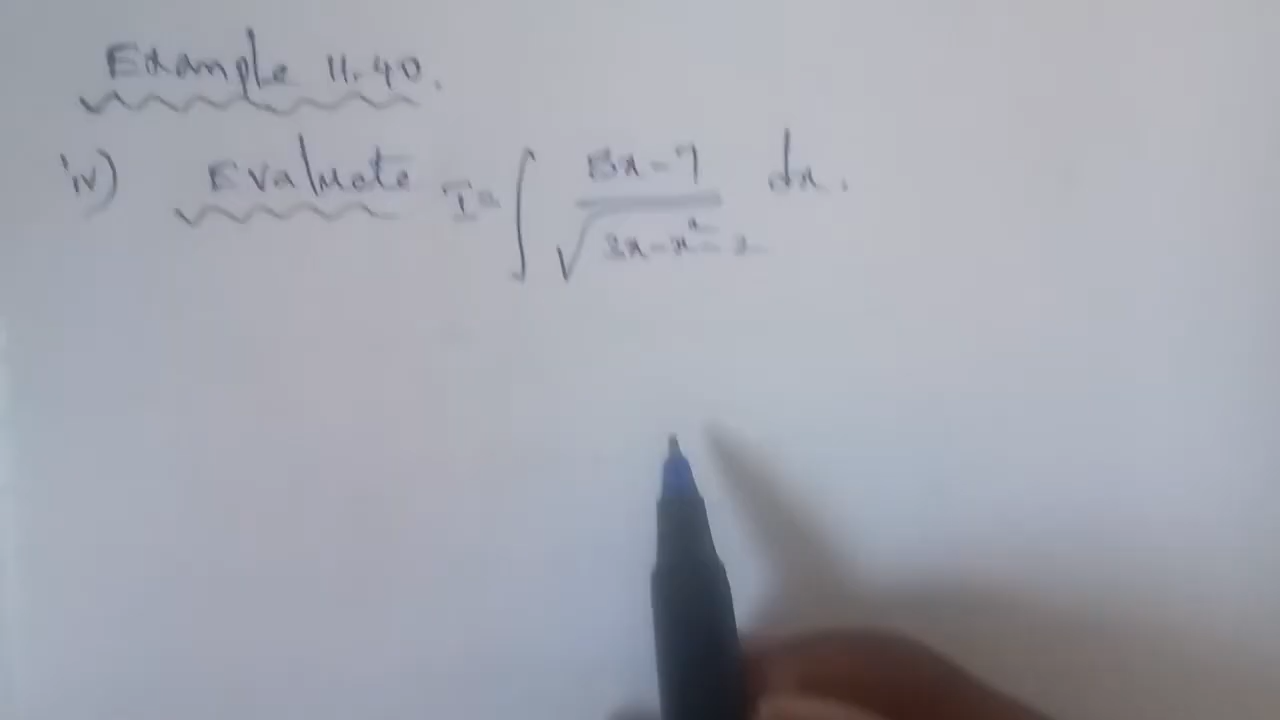 Example 11.40.
iv) Evaluate I = ∫ 5x-7 / √3x-x²-2 dx.